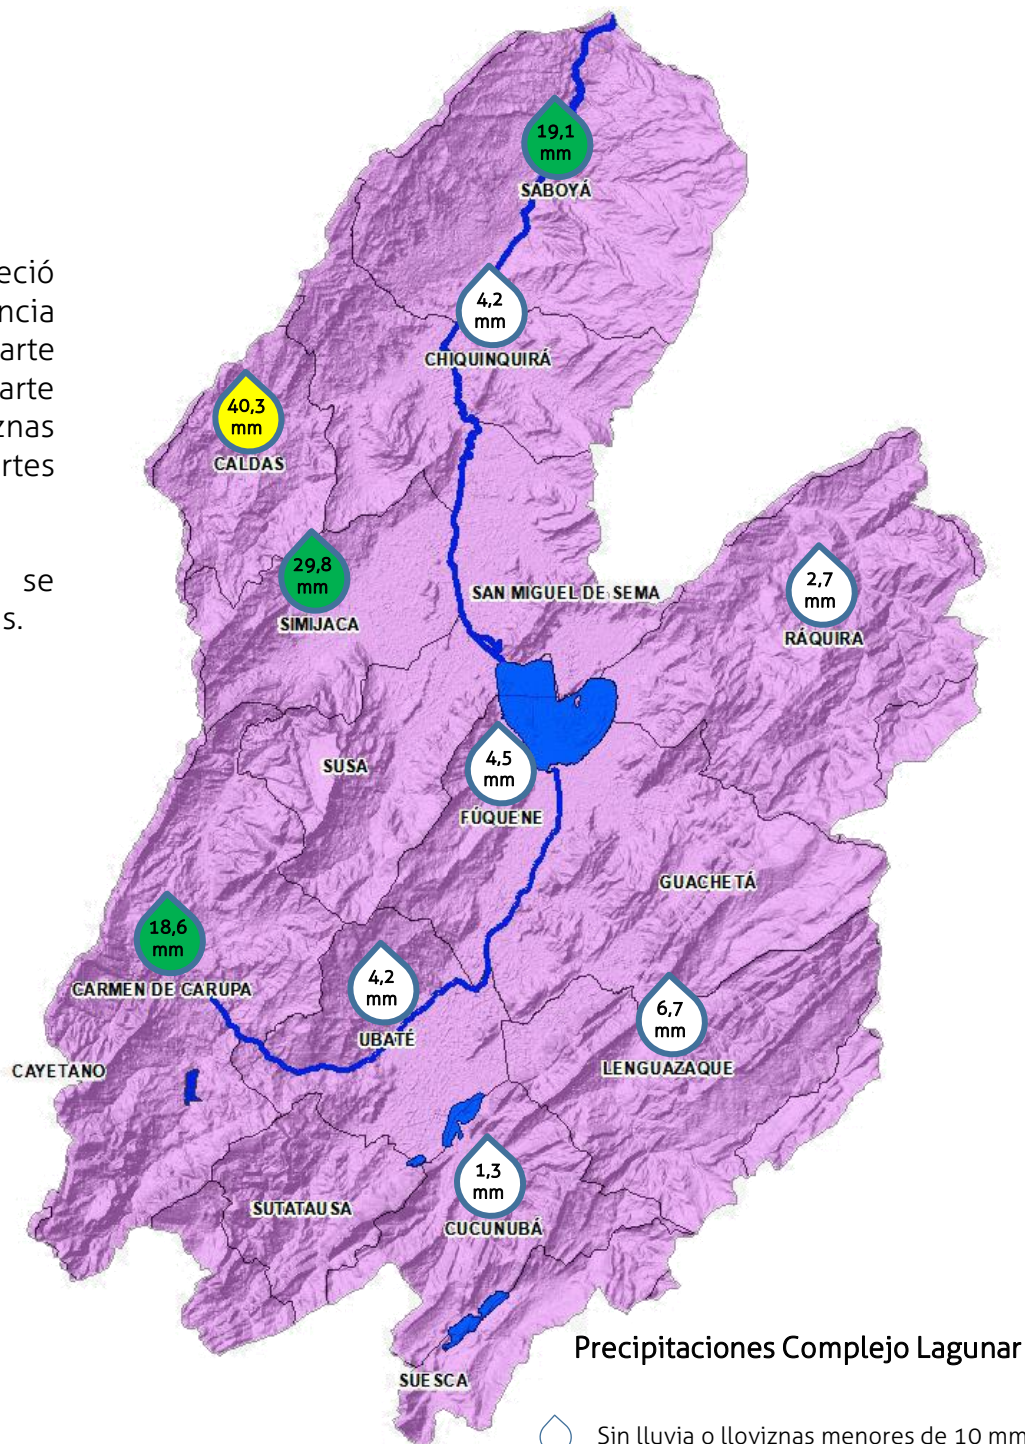 19,1
mm
SABOYÁ
eció
ncia
arte
arte
znas
rtes
se
s.
4,2
mm
CHIQUINQUIRÁ
40,3
mm
CALDAS
29,8
mm
SIMIJACA
SAN MIGUEL DE SEMA
2,7
mm
RÁQUIRA
SUSA
4,5
mm
FÚQUENE
GUACHETÁ
18,6
mm
CARMEN DE CARUPA
4,2
mm
UBATÉ
6,7
mm
LENGUAZAQUE
CAYETANO
1,3
mm
CUCUNUBÁ
SUTATAUSA
SUESCA
Precipitaciones Complejo Lagunar
Sin lluvia o lloviznas menores de 10 mm